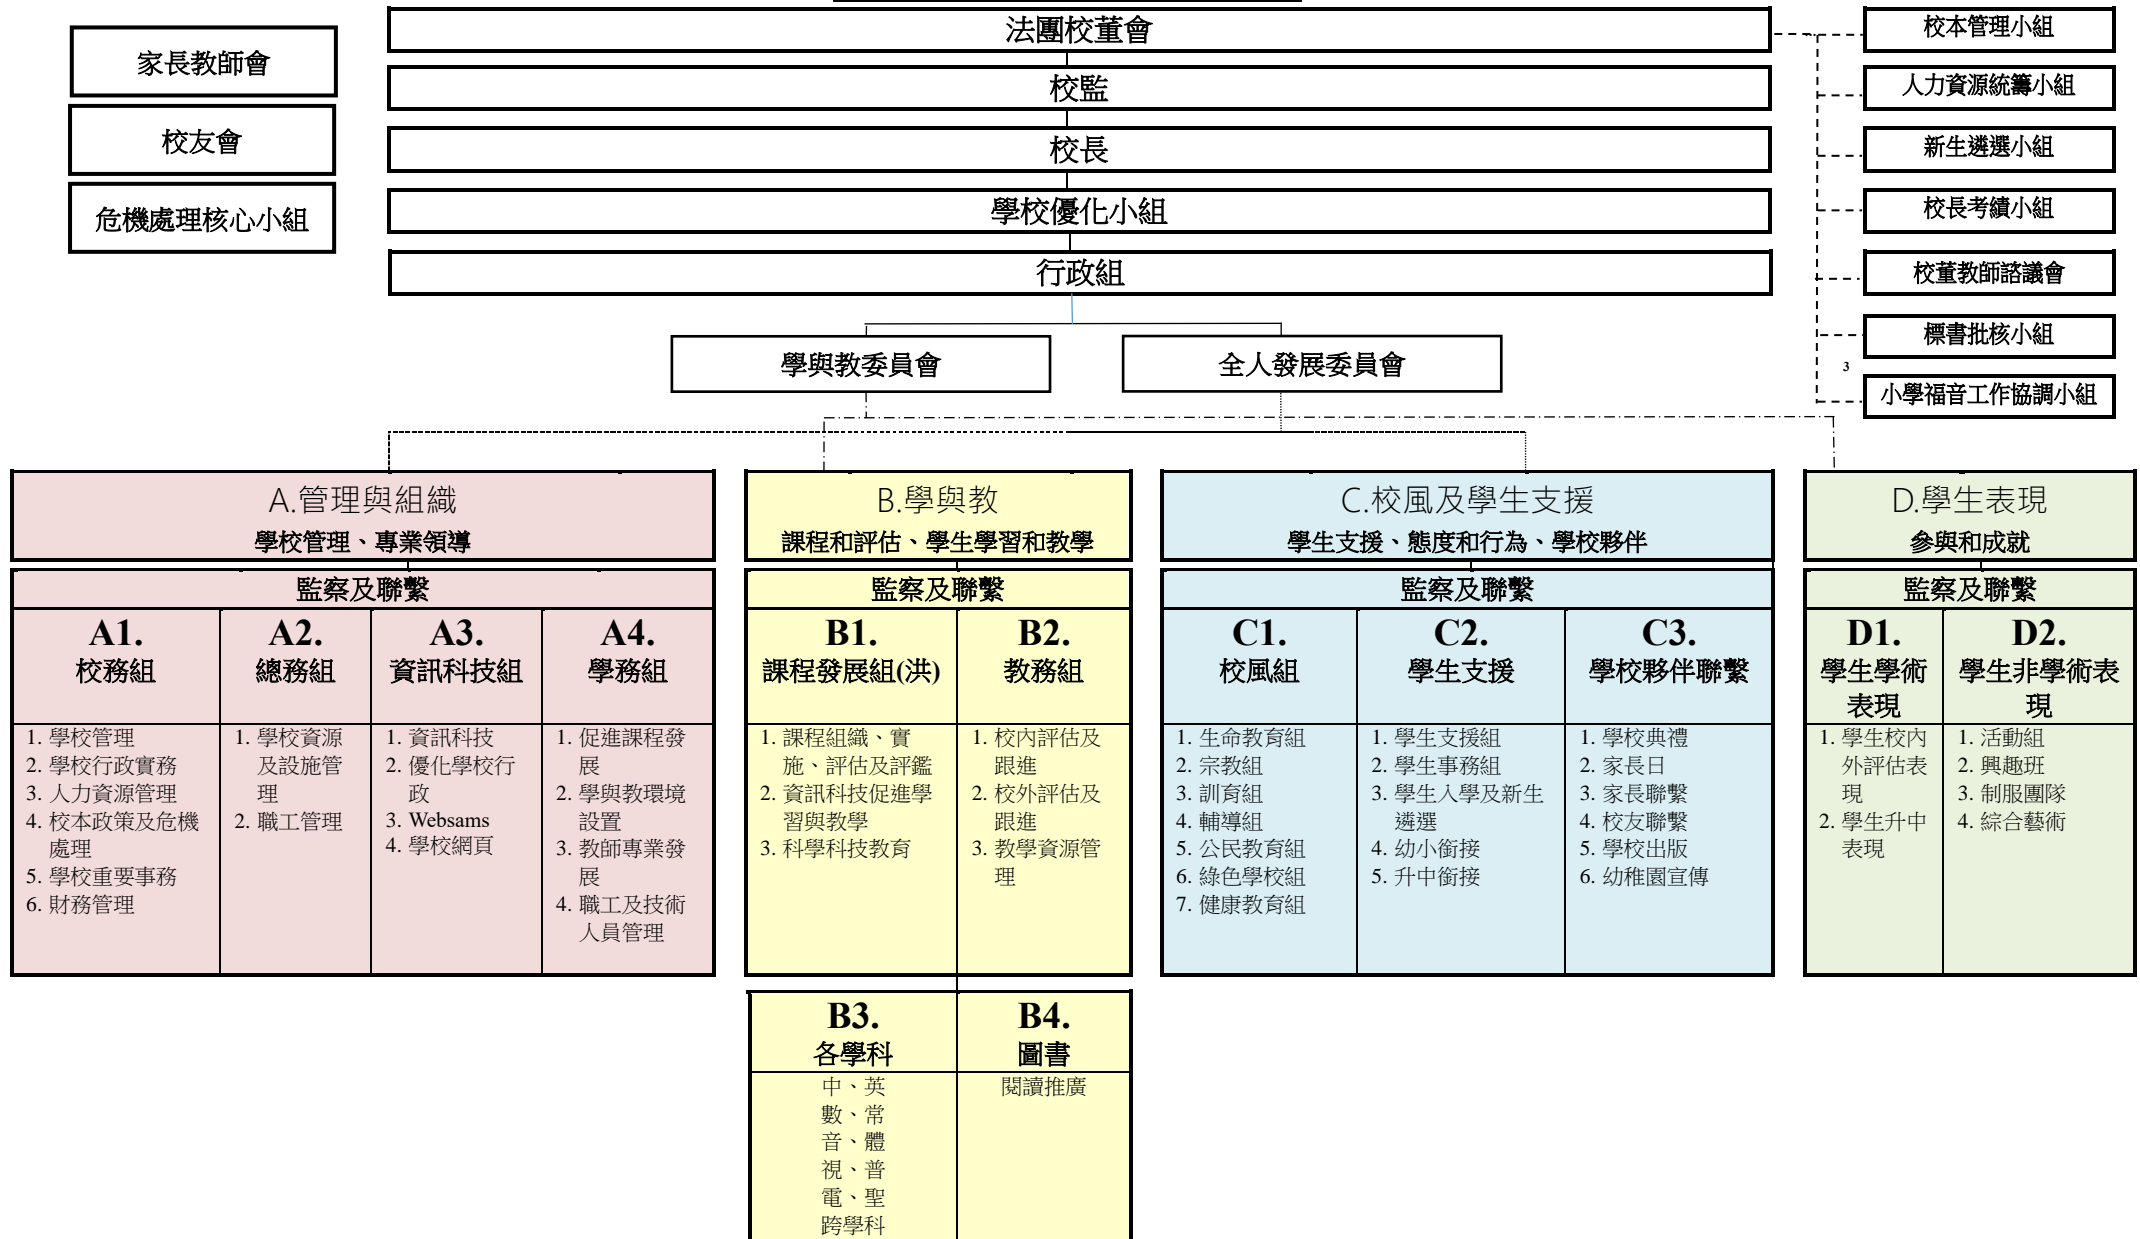 家長教師會
校友會
危機處理核心小組
法團校董會
校監
校長
學校優化小組
行政組
校本管理小組
人力資源統籌小組
新生遴選小組
校長考績小組
校董教師諮議會
標書批核小組
3
小學福音工作協調小組
學與教委員會
全人發展委員會
A.管理與組織
學校管理、專業領導
監察及聯繫
A1.
校務組
1. 學校管理
2. 學校行政實務
3. 人力資源管理
4. 校本政策及危機
處理
5. 學校重要事務
6. 財務管理
A2.
總務組
1. 學校資源
及設施管
理
2. 職工管理
A3.
資訊科技組
1. 資訊科技
2. 優化學校行
政
3. Websams
4. 學校網頁
A4.
學務組
1. 促進課程發
展
2. 學與教環境
設置
3. 教師專業發
展
4. 職工及技術
人員管理
B.學與教
課程和評估、學生學習和教學
監察及聯繫
B1.
課程發展組(洪)
1. 課程組織、實
施、評估及評鑑
2. 資訊科技促進學
習與教學
3. 科學科技教育
B2.
教務組
1. 校內評估及
跟進
2. 校外評估及
跟進
3. 教學資源管
理
B3.
各學科
中、英
數、常
音、體
視、普
電、聖
跨學科
B4.
圖書
閱讀推廣
C.校風及學生支援
學生支援、態度和行為、學校夥伴
監察及聯繫
C1.
校風組
1. 生命教育組
2. 宗教組
3. 訓育組
4. 輔導組
5. 公民教育組
6. 綠色學校組
7. 健康教育組
C2.
學生支援
1. 學生支援組
2. 學生事務組
3. 學生入學及新生
遴選
4. 幼小銜接
5. 升中銜接
C3.
學校夥伴聯繫
1. 學校典禮
2. 家長日
3. 家長聯繫
4. 校友聯繫
5. 學校出版
6. 幼稚園宣傳
D.學生表現
參與和成就
監察及聯繫
D1.
學生學術
表現
1. 學生校內
外評估表
現
2. 學生升中
表現
D2.
學生非學術表
現
1. 活動組
2. 興趣班
3. 制服團隊
4. 綜合藝術